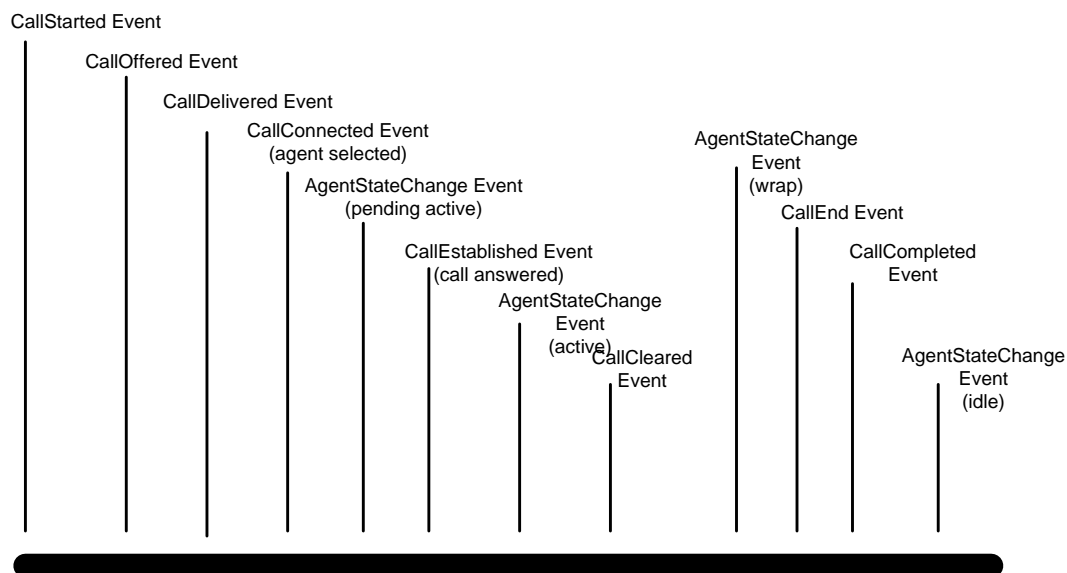 CallStarted Event
CallOffered Event
CallDelivered Event
CallConnected Event
(agent selected)
AgentStateChange Event
(pending active)
CallEstablished Event
(call answered)
AgentStateChange
Event
(active)
CallCleared
Event
AgentStateChange
Event
(wrap)
CallEnd Event
CallCompleted
Event
AgentStateChange
Event
(idle)